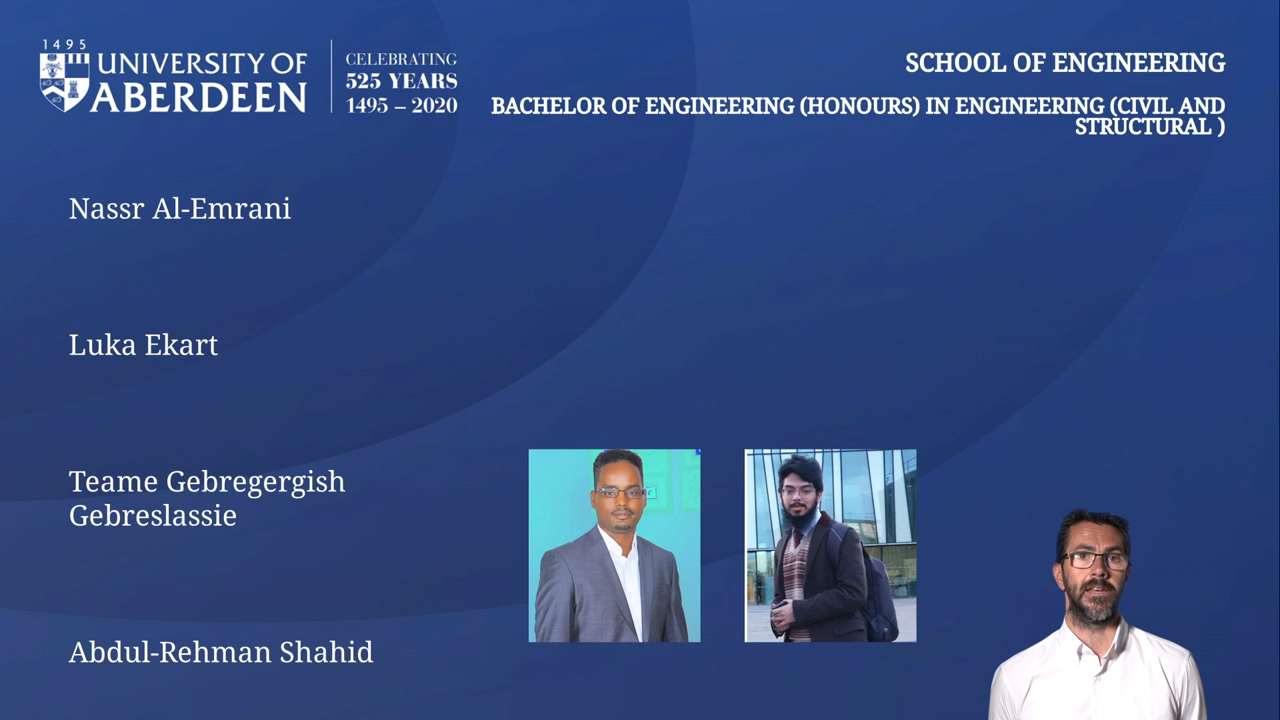 1495
UNIVERSITY OF
ABERDEEN
CELEBRATING
525 YEARS
1495 – 2020
SCHOOL OF ENGINEERING
BACHELOR OF ENGINEERING (HONOURS) IN ENGINEERING (CIVIL AND
STRUCTURAL )
Nassr Al-Emrani
Luka Ekart
Teame Gebregergish
Gebreslassie
Abdul-Rehman Shahid